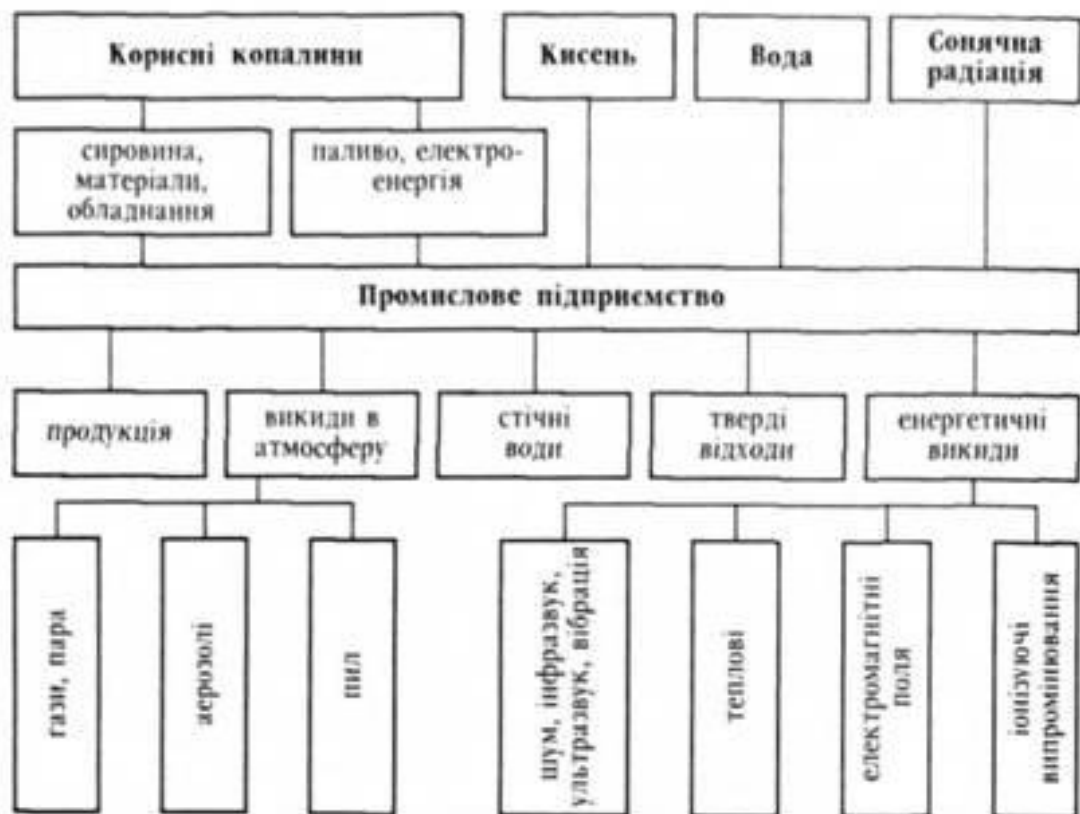 Корисні копалини
Кисень
Вода
Сонячна
радіація
сировина,
матеріали,
обладнання
паливо, електро-
енергія
Промислове підприємство
продукція
викиди в
атмосферу
стічні
води
тверді
відходи
енергетичні
викиди
гази, пара
аерозолі
пил
шум, інфразвук,
ультразвук, вібрація
теплові
електромагнітні
поля
іонізуючі
випромінювання